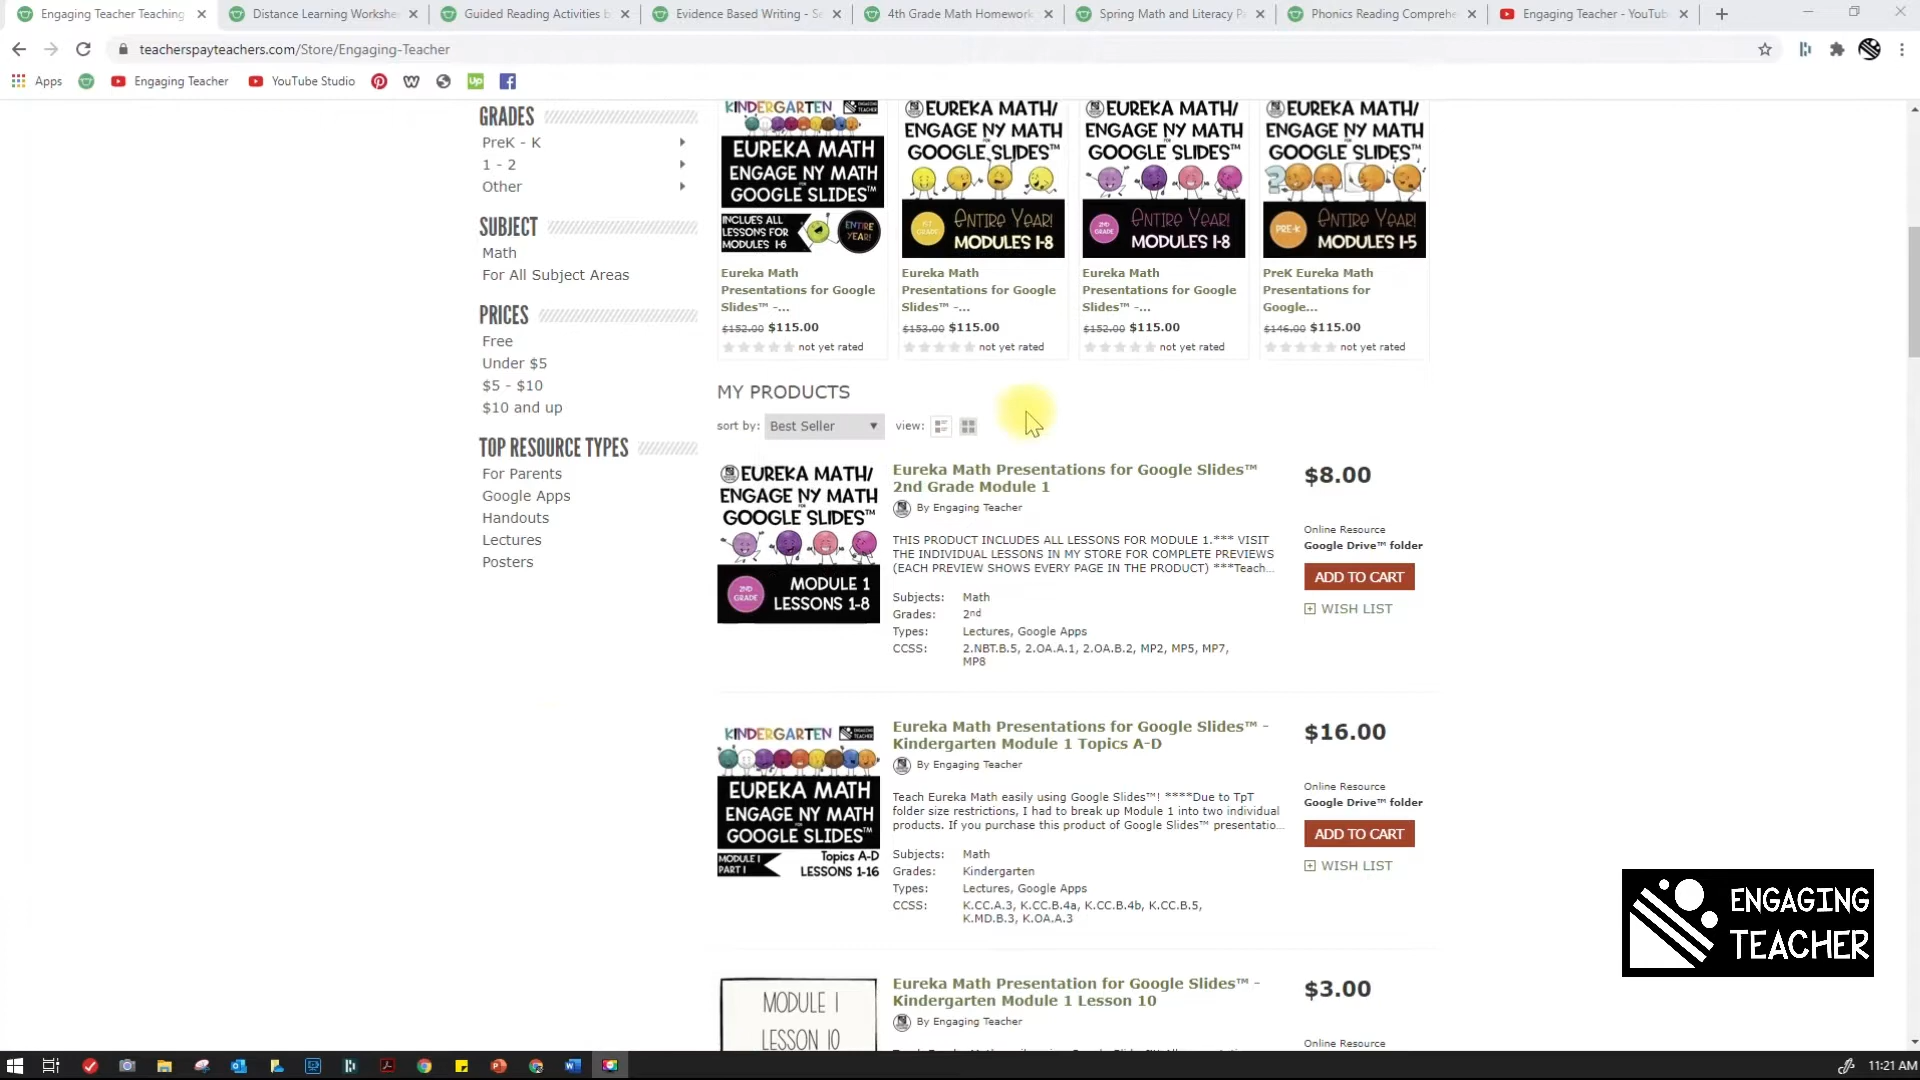 Engaging Teacher Teaching
Distance Learning Workshe
Guided Reading Activities b
Evidence Based Writing - Se
4th Grade Math Homework
Spring Math and Literacy P
Phonics Reading Comprehe
Engaging Teacher - YouTub
teacherspayteachers.com/Store/Engaging-Teacher
Apps
Engaging Teacher
YouTube Studio
GRADES
PreK - K
1 - 2
Other
SUBJECT
Math
For All Subject Areas
PRICES
Free
Under $5
$5 - $10
$10 and up
TOP RESOURCE TYPES
For Parents
Google Apps
Handouts
Lectures
Posters
KINDERGARTEN
EUREKA MATH
ENGAGE NY MATH
FOR
GOOGLE SLIDES™
INCLUES ALL
LESSONS FOR
MODULES 1-6
ENTIRE
YEAR!
Eureka Math
Presentations for Google
Slides™ -...
$152.00 $115.00
not yet rated
EUREKA MATH/
ENGAGE NY MATH
FOR
GOOGLE SLIDES™
1ST
GRADE
ENTIRE YEAR!
MODULES 1-8
Eureka Math
Presentations for Google
Slides™ -...
$153.00 $115.00
not yet rated
EUREKA MATH/
ENGAGE NY MATH
FOR
GOOGLE SLIDES™
2ND
GRADE
ENTIRE YEAR!
MODULES 1-8
Eureka Math
Presentations for Google
Slides™ -...
$152.00 $115.00
not yet rated
EUREKA MATH/
ENGAGE NY MATH
FOR
GOOGLE SLIDES™
PRE-K
ENTIRE YEAR!
MODULES 1-5
PreK Eureka Math
Presentations for
Google...
$146.00 $115.00
not yet rated
MY PRODUCTS
sort by: Best Seller view:
EUREKA MATH/
ENGAGE NY MATH
FOR
GOOGLE SLIDES™
2ND
GRADE
MODULE 1
LESSONS 1-8
Eureka Math Presentations for Google Slides™
2nd Grade Module 1
By Engaging Teacher
THIS PRODUCT INCLUDES ALL LESSONS FOR MODULE 1.*** VISIT
THE INDIVIDUAL LESSONS IN MY STORE FOR COMPLETE PREVIEWS
(EACH PREVIEW SHOWS EVERY PAGE IN THE PRODUCT) ***Teach...
Subjects: Math
Grades: 2nd
Types: Lectures, Google Apps
CCSS: 2.NBT.B.5, 2.OA.A.1, 2.OA.B.2, MP2, MP5, MP7,
MP8
$8.00
Online Resource
Google Drive™ folder
ADD TO CART
WISH LIST
KINDERGARTEN
EUREKA MATH
ENGAGE NY MATH
FOR
GOOGLE SLIDES™
MODULE 1
PART 1
Topics A-D
LESSONS 1-16
Eureka Math Presentations for Google Slides™ -
Kindergarten Module 1 Topics A-D
By Engaging Teacher
Teach Eureka Math easily using Google Slides™! ****Due to TpT
folder size restrictions, I had to break up Module 1 into two individual
products. If you purchase this product of Google Slides™ presentatio...
Subjects: Math
Grades: Kindergarten
Types: Lectures, Google Apps
CCSS: K.CC.A.3, K.CC.B.4a, K.CC.B.4b, K.CC.B.5,
K.MD.B.3, K.OA.A.3
$16.00
Online Resource
Google Drive™ folder
ADD TO CART
WISH LIST
MODULE 1
LESSON 10
Eureka Math Presentation for Google Slides™ -
Kindergarten Module 1 Lesson 10
By Engaging Teacher
$3.00
Online Resource
ENGAGING
TEACHER
11:21 AM